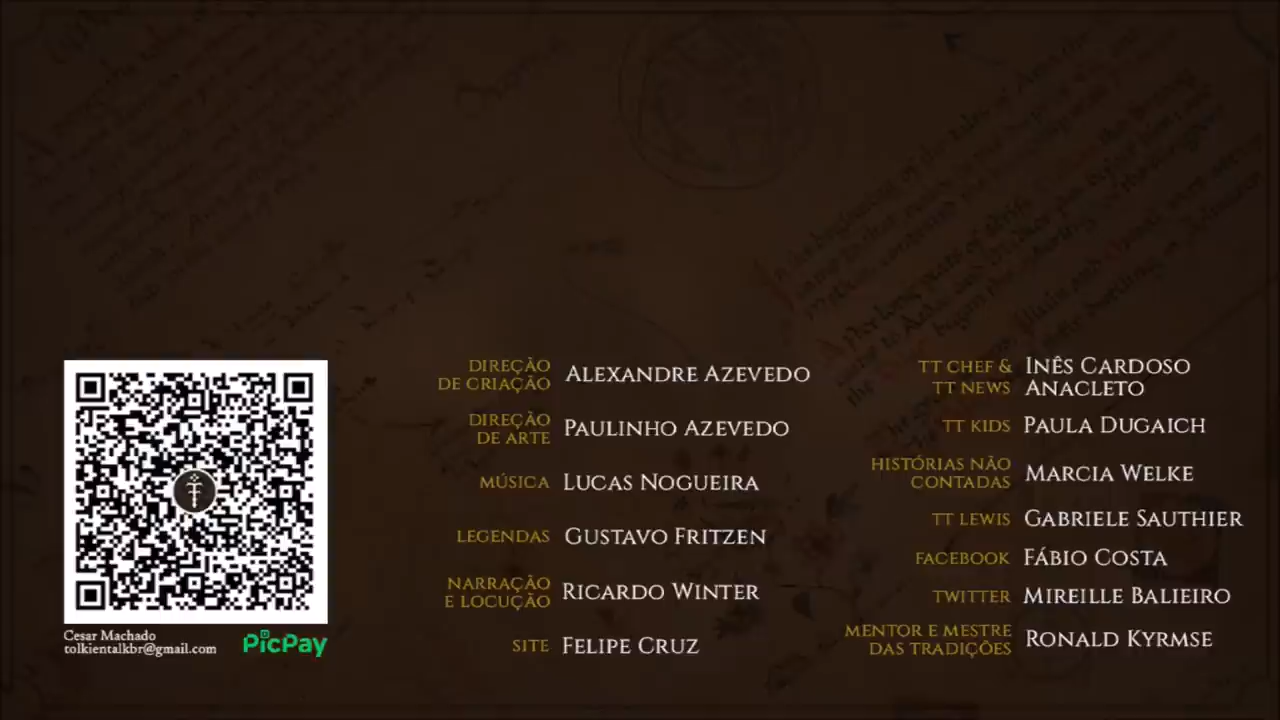 DIREÇÃO
DE CRIAÇÃO
ALEXANDRE AZEVEDO
DIREÇÃO
DE ARTE
PAULINHO AZEVEDO
MÚSICA
LUCAS NOGUEIRA
LEGENDAS
GUSTAVO FRITZEN
NARRAÇÃO
E LOCUÇÃO
RICARDO WINTER
SITE
FELIPE CRUZ
TT CHEF &
TT NEWS
INÊS CARDOSO
ANACLETO
TT KIDS
PAULA DUGAICH
HISTÓRIAS NÃO
CONTADAS
MARCIA WELKE
TT LEWIS
GABRIELE SAUTHIER
FACEBOOK
FÁBIO COSTA
TWITTER
MIREILLE BALIEIRO
MENTOR E MESTRE
DAS TRADIÇÕES
RONALD KYRMSE
Cesar Machado
tolkientalkbr@gmail.com
PicPay